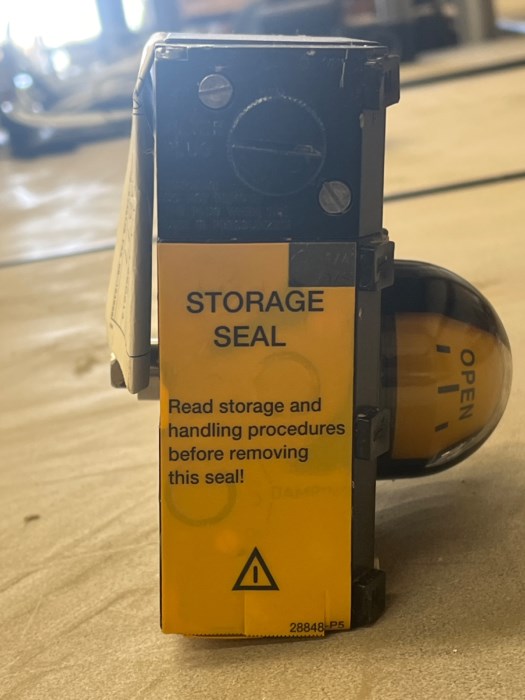 STORAGE
SEAL
Read storage and
handling procedures
before removing
this seal!
28848-P5
OPEN